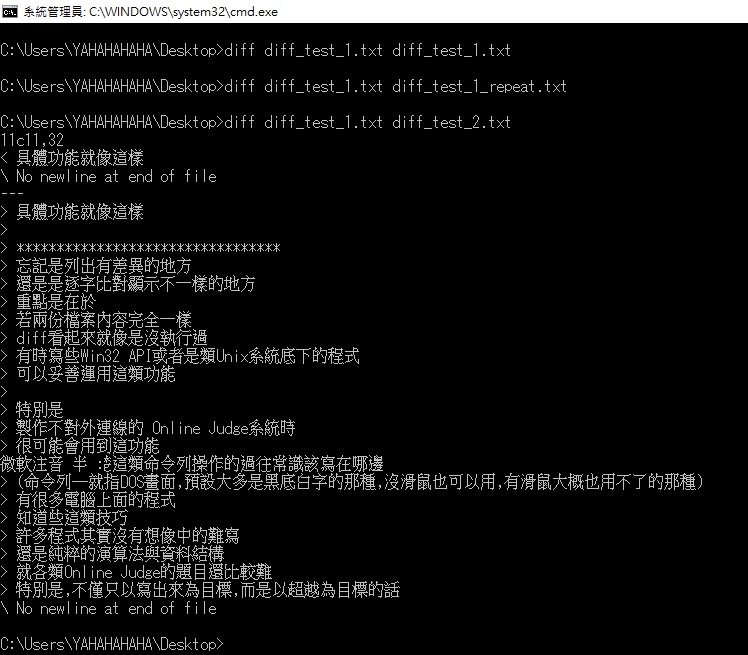 系統管理員: C:\WINDOWS\system32\cmd.exe
C:\Users\YAHAHAHAHA\Desktop>diff diff_test_1.txt diff_test_1.txt
C:\Users\YAHAHAHAHA\Desktop>diff diff_test_1.txt diff_test_1_repeat.txt
C:\Users\YAHAHAHAHA\Desktop>diff diff_test_1.txt diff_test_2.txt
11c11,32
< 具體功能就像這樣
\ No newline at end of file
---
> 具體功能就像這樣
>
> *********************************
> 忘記是列出有差異的地方
> 還是是逐字比對顯示不一樣的地方
> 重點是在於
> 若兩份檔案內容完全一樣
> diff看起來就像是沒執行過
> 有時寫些Win32 API或者是類Unix系統底下的程式
> 可以妥善運用這類功能
>
> 特別是
> 製作不對外連線的 Online Judge系統時
> 很可能會用到這功能
微軟注音 半 :這類命令列操作的過往常識該寫在哪邊
> (命令列一就指DOS畫面,預設大多是黑底白字的那種,沒滑鼠也可以用,有滑鼠大概也用不了的那種)
> 有很多電腦上面的程式
> 知道些這類技巧
> 許多程式其實沒有想像中的難寫
> 還是純粹的演算法與資料結構
> 就各類Online Judge的題目還比較難
> 特別是,不僅只以寫出來為目標,而是以超越為目標的話
\ No newline at end of file
C:\Users\YAHAHAHAHA\Desktop>